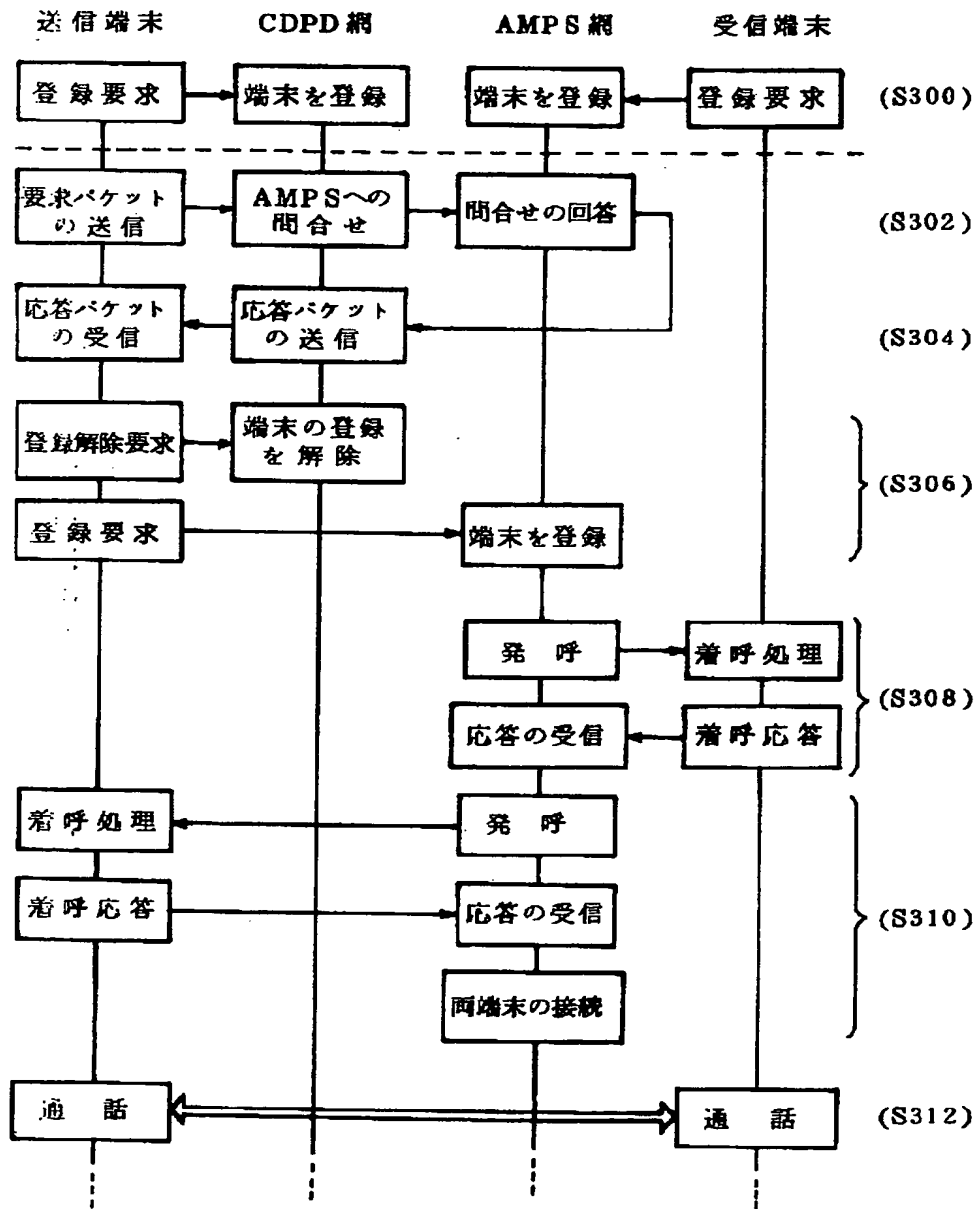 送信端末 CDPD網 AMPS網 受信端末
登録要求 端末を登録 端末を登録 登録要求 (S300)
要求パケット
の送信
AMPSへの
問合せ
問合せの回答
(S302)
応答パケット
の受信
応答パケット
の送信
(S304)
登録解除要求
端末の登録
を解除
(S306)
登録要求 端末を登録
発呼 着呼処理
(S308)
応答の受信 着呼応答
着呼処理 発呼
着呼応答 応答の受信
(S310)
両端末の接続
通話 通話 (S312)